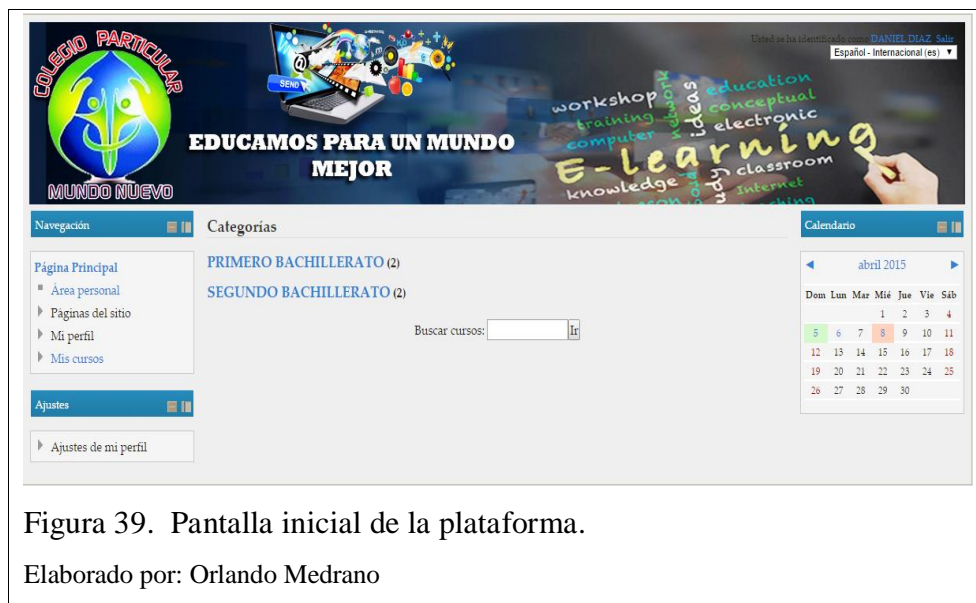 COLEGIO PARTICULAR
MUNDO NUEVO
SEND
@
EDUCAMOS PARA UN MUNDO
MEJOR
workshop
training
computer
network
ideas
education
conceptual
electronic
E-learning
knowledge
classroom
Internet
Usted se ha identificado como DANIEL DIAZ Salir
Español - Internacional (es) ▼
Navegación
Página Principal
Área personal
Páginas del sitio
Mi perfil
Mis cursos
Ajustes
Ajustes de mi perfil
Categorías
PRIMERO BACHILLERATO (2)
SEGUNDO BACHILLERATO (2)
Buscar cursos: Ir
Calendario
◄ abril 2015 ►
Dom Lun Mar Mié Jue Vie Sáb
1 2 3 4
5 6 7 8 9 10 11
12 13 14 15 16 17 18
19 20 21 22 23 24 25
26 27 28 29 30
Figura 39. Pantalla inicial de la plataforma.
Elaborado por: Orlando Medrano